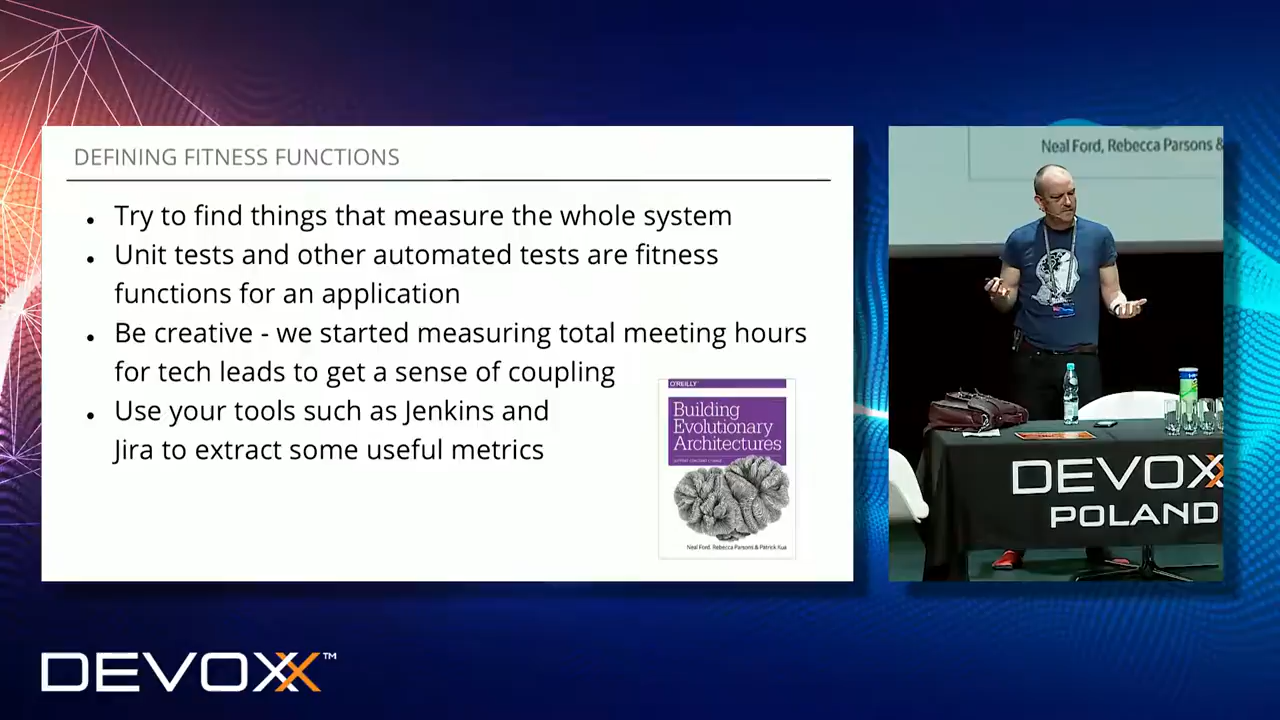 DEFINING FITNESS FUNCTIONS
Try to find things that measure the whole system
Unit tests and other automated tests are fitness
functions for an application
Be creative - we started measuring total meeting hours
for tech leads to get a sense of coupling
Use your tools such as Jenkins and
Jira to extract some useful metrics
O'REILLY
Building
Evolutionary
Architectures
Neal Ford, Rebecca Parsons & Patrick Kua
Neal Ford, Rebecca Parsons &
DEVOXX
POLAND
DEVOXX™